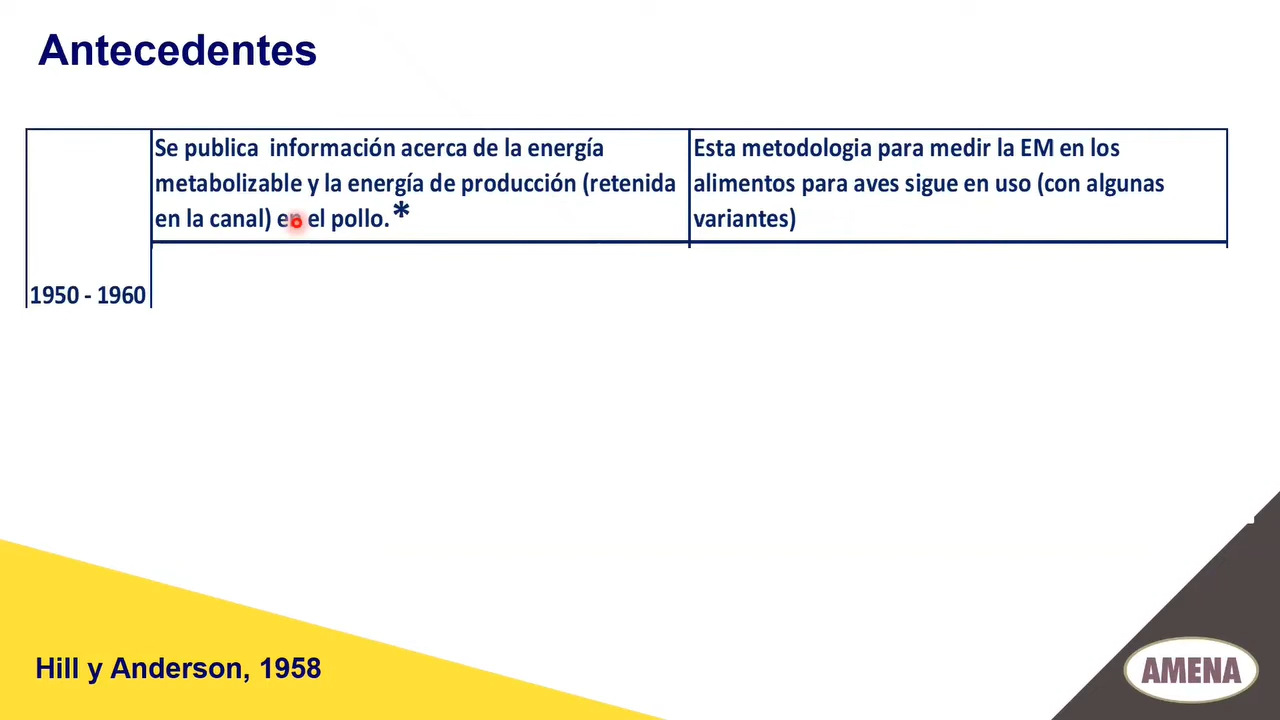 Antecedentes
Se publica información acerca de la energía
metabolizable y la energía de producción (retenida
en la canal) en el pollo.*
Esta metodologia para medir la EM en los
alimentos para aves sigue en uso (con algunas
variantes)
1950 - 1960
Hill y Anderson, 1958
AMENA